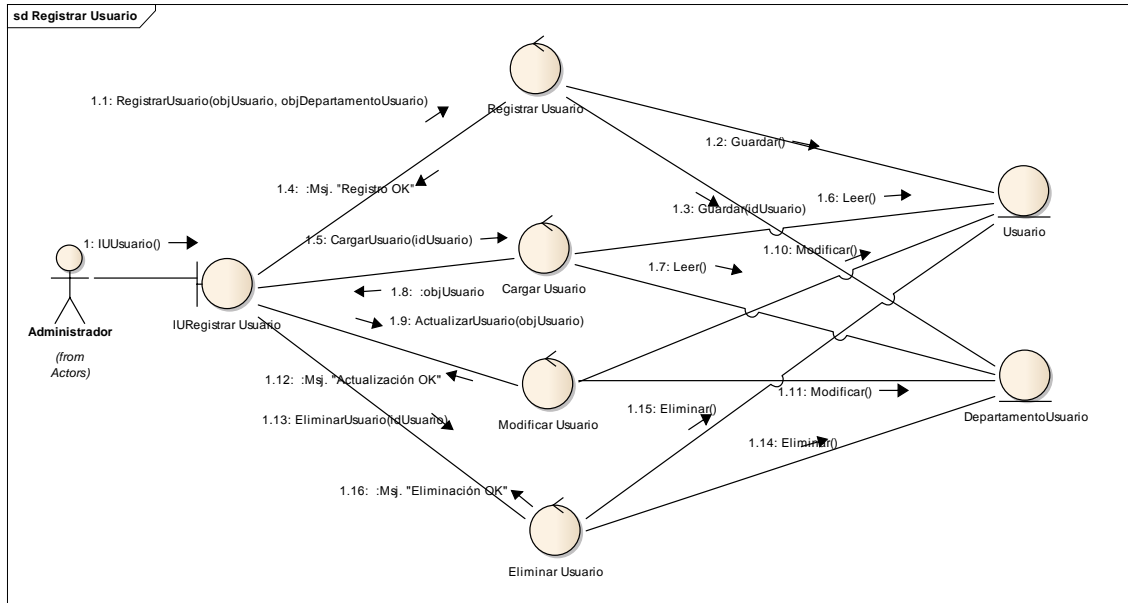 sd Registrar Usuario
1.1: RegistrarUsuario(objUsuario, objDepartamentoUsuario)
Registrar Usuario
1.2: Guardar()
1.4: :Msj. "Registro OK"
1.3: Guardar(idUsuario)
1.6: Leer()
Usuario
1: IUUsuario()
1.5: CargarUsuario(idUsuario)
1.10: Modificar()
1.7: Leer()
Cargar Usuario
1.8: :objUsuario
IURegistrar Usuario
1.9: ActualizarUsuario(objUsuario)
Administrador
(from
Actors)
1.12: :Msj. "Actualización OK"
1.11: Modificar()
1.13: EliminarUsuario(idUsuario)
1.15: Eliminar()
Modificar Usuario
DepartamentoUsuario
1.14: Eliminar()
1.16: :Msj. "Eliminación OK"
Eliminar Usuario